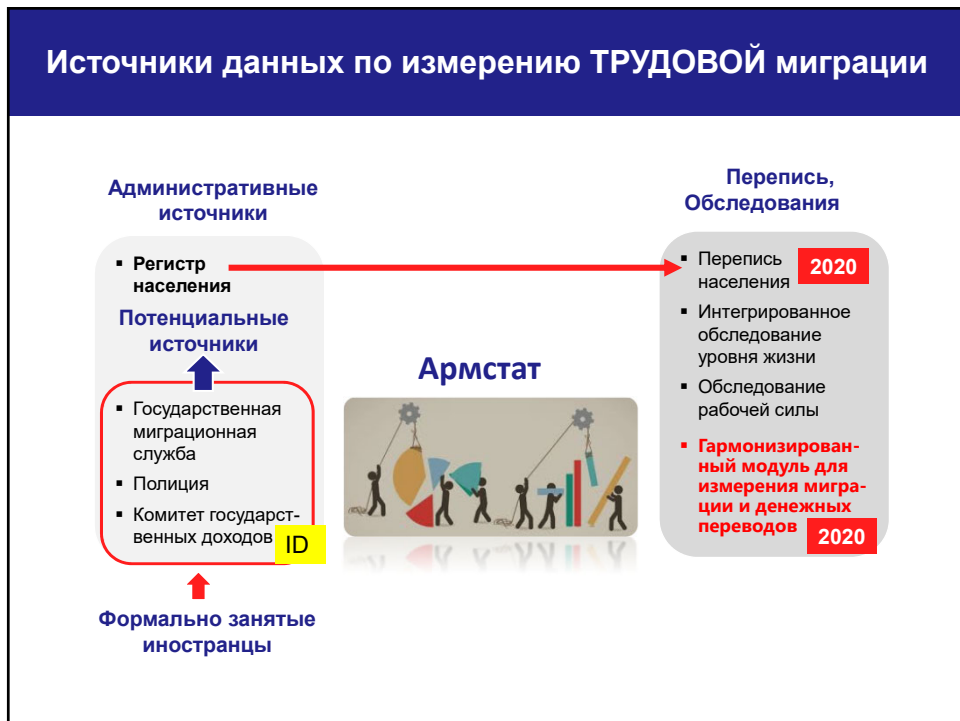 Источники данных по измерению ТРУДОВОЙ миграции
Административные
источники
▪ Регистр
населения
Потенциальные
источники
▪ Государственная
миграционная
служба
▪ Полиция
▪ Комитет государст-
венных доходов
ID
Формально занятые
иностранцы
Армстат
Перепись,
Обследования
▪ Перепись
населения
2020
▪ Интегрированное
обследование
уровня жизни
▪ Обследование
рабочей силы
▪ Гармонизирован-
ный модуль для
измерения мигра-
ции и денежных
переводов
2020